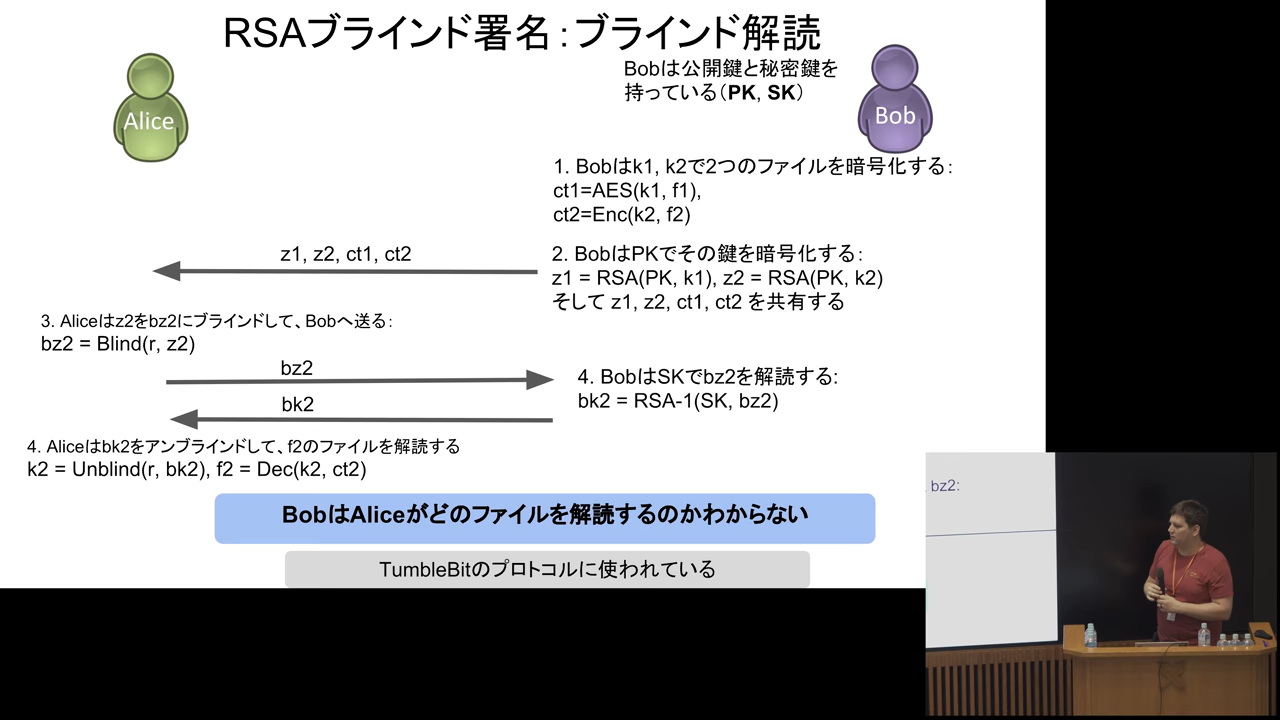 RSAブラインド署名：ブラインド解読
Alice
Bobは公開鍵と秘密鍵を
持っている（PK, SK）
Bob
1. Bobはk1, k2で2つのファイルを暗号化する：
ct1=AES(k1, f1),
ct2=Enc(k2, f2)
z1, z2, ct1, ct2
2. BobはPKでその鍵を暗号化する：
z1 = RSA(PK, k1), z2 = RSA(PK, k2)
そして z1, z2, ct1, ct2 を共有する
3. Aliceはz2をbz2にブラインドして、Bobへ送る：
bz2 = Blind(r, z2)
bz2
4. BobはSKでbz2を解読する:
bk2 = RSA-1(SK, bz2)
bk2
4. Aliceはbk2をアンブラインドして、f2のファイルを解読する
k2 = Unblind(r, bk2), f2 = Dec(k2, ct2)
BobはAliceがどのファイルを解読するのかわからない
TumbleBitのプロトコルに使われている
bz2: